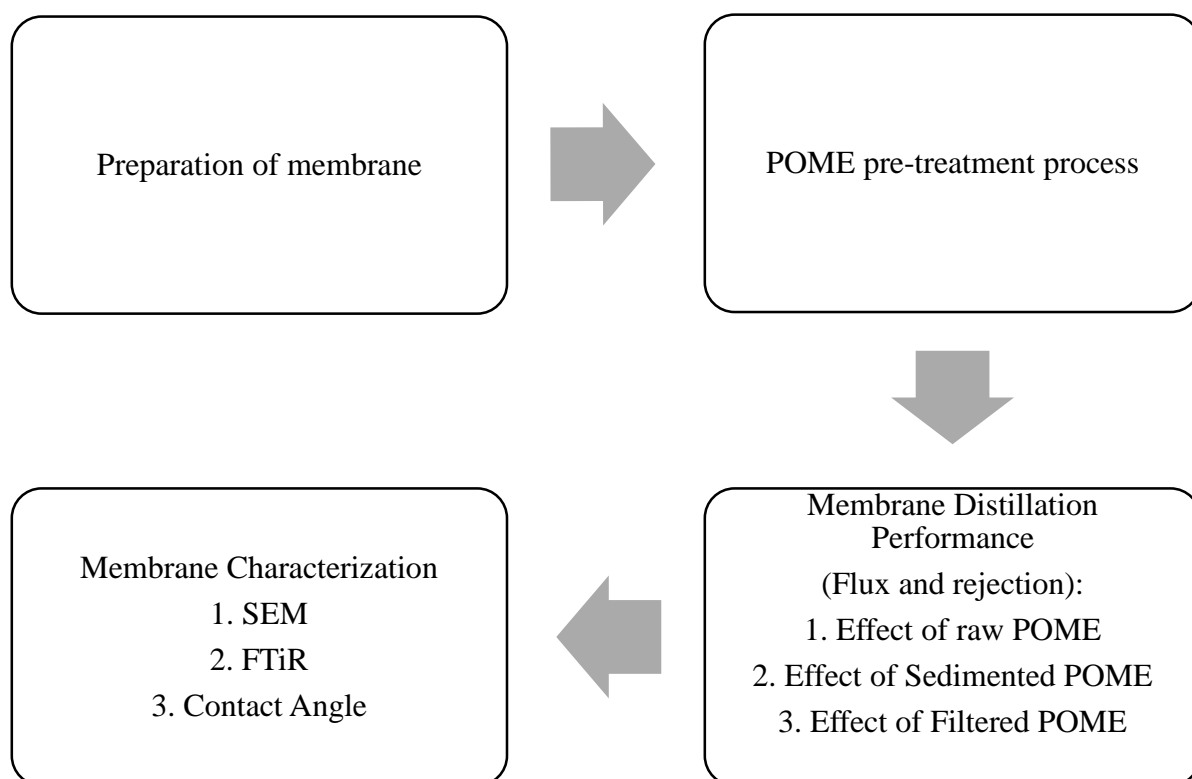 Preparation of membrane
POME pre-treatment process
Membrane Distillation
Performance
(Flux and rejection):
1. Effect of raw POME
2. Effect of Sedimented POME
3. Effect of Filtered POME
Membrane Characterization
1. SEM
2. FTiR
3. Contact Angle